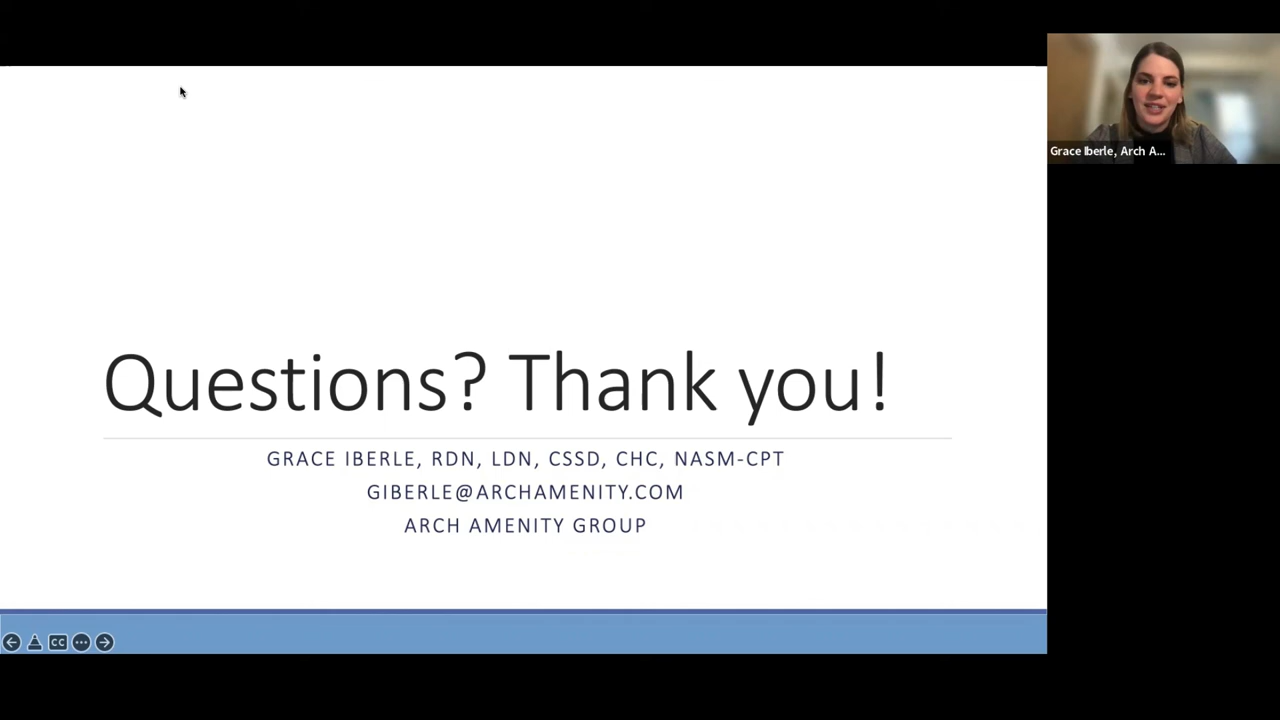 Grace Iberle, Arch A...
Questions? Thank you!
GRACE IBERLE, RDN, LDN, CSSD, CHC, NASM-CPT
GIBERLE@ARCHAMENITY.COM
ARCH AMENITY GROUP
CC